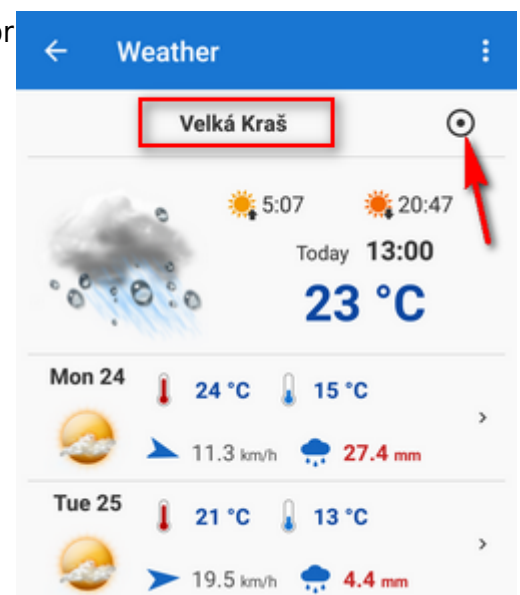 or
Weather
Velká Kraš
5:07 20:47
Today 13:00
23 °C
Mon 24
24 °C 15 °C
11.3 km/h 27.4 mm
Tue 25
21 °C 13 °C
19.5 km/h 4.4 mm